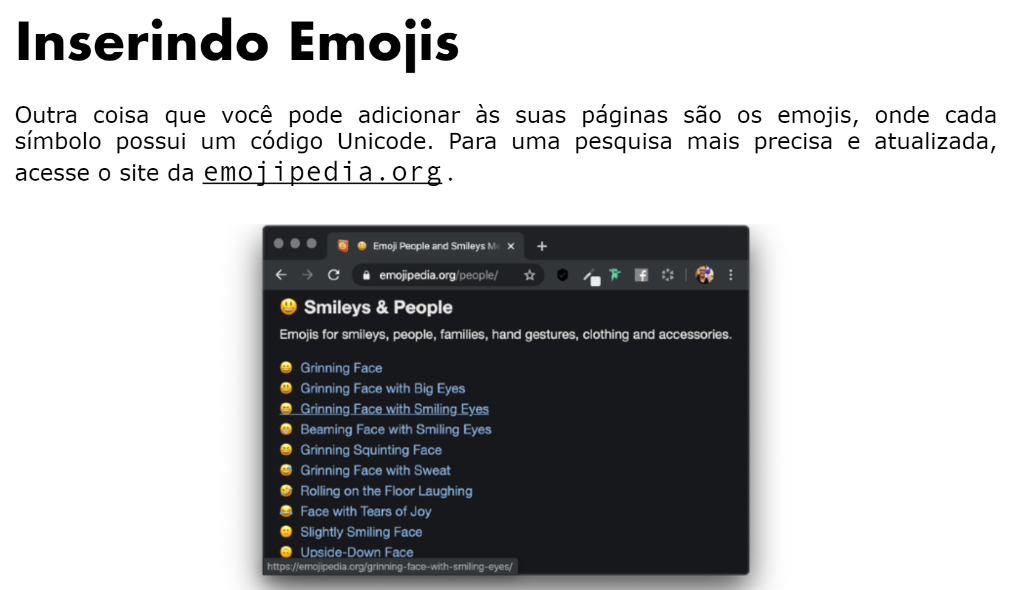 Inserindo Emojis
Outra coisa que você pode adicionar às suas páginas são os emojis, onde cada
símbolo possui um código Unicode. Para uma pesquisa mais precisa e atualizada,
acesse o site da emojipedia.org.
Emoji People and Smileys M
emojipedia.org/people/
😃 Smileys & People
Emojis for smileys, people, families, hand gestures, clothing and accessories.
😀 Grinning Face
😃 Grinning Face with Big Eyes
😄 Grinning Face with Smiling Eyes
😁 Beaming Face with Smiling Eyes
😆 Grinning Squinting Face
😅 Grinning Face with Sweat
🤣 Rolling on the Floor Laughing
😂 Face with Tears of Joy
🙂 Slightly Smiling Face
🙃 Upside-Down Face
https://emojipedia.org/grinning-face-with-smiling-eyes/